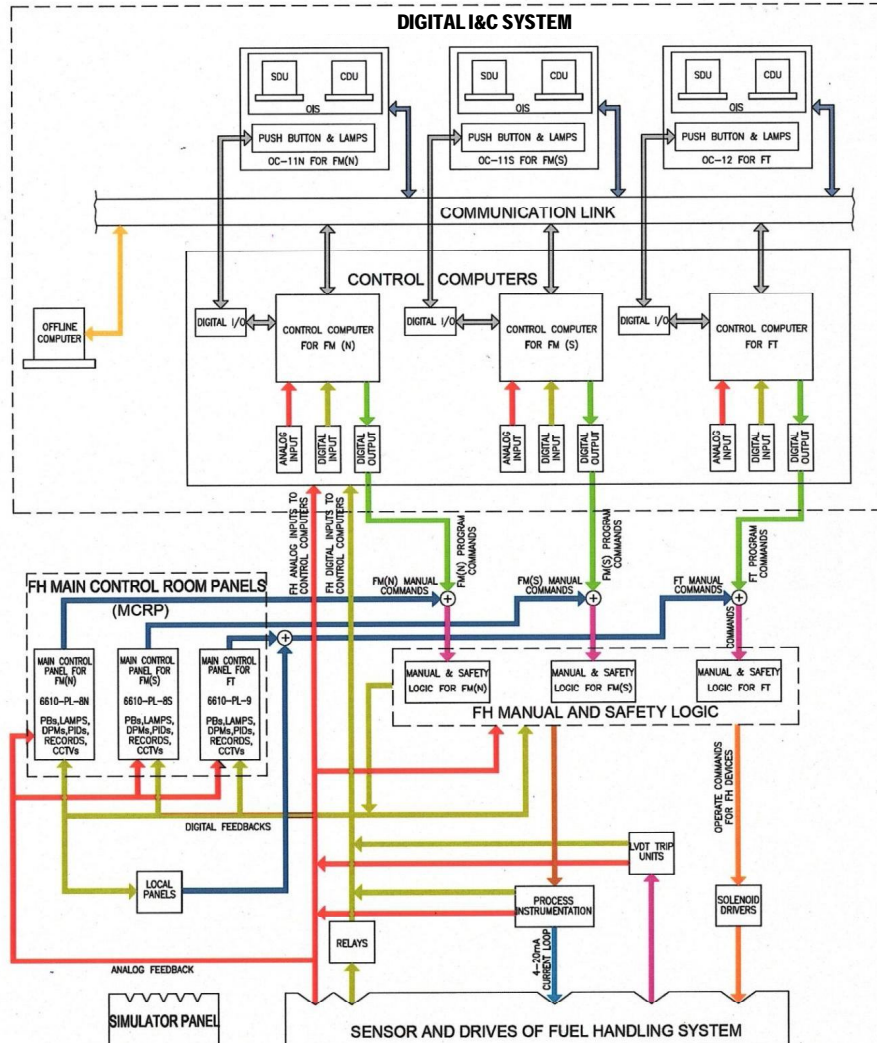 DIGITAL I&C SYSTEM
SDU
CDU
OIS
PUSH BUTTON & LAMPS
OC-11N FOR FM(N)
SDU
CDU
OIS
PUSH BUTTON & LAMPS
OC-11S FOR FM(S)
SDU
CDU
OIS
PUSH BUTTON & LAMPS
OC-12 FOR FT
COMMUNICATION LINK
CONTROL COMPUTERS
OFFLINE
COMPUTER
DIGITAL I/O
CONTROL COMPUTER
FOR FM (N)
DIGITAL I/O
CONTROL COMPUTER
FOR FM (S)
DIGITAL I/O
CONTROL COMPUTER
FOR FT
ANALOG
INPUT
DIGITAL
INPUT
DIGITAL
OUTPUT
ANALOG
INPUT
DIGITAL
INPUT
DIGITAL
OUTPUT
ANALOG
INPUT
DIGITAL
INPUT
DIGITAL
OUTPUT
FH ANALOG INPUTS TO
CONTROL COMPUTERS
FH DIGITAL INPUTS TO
CONTROL COMPUTERS
FM(N) PROGRAM
COMMANDS
FM(S) PROGRAM
COMMANDS
FT PROGRAM
COMMANDS
FH MAIN CONTROL ROOM PANELS
(MCRP)
FM(N) MANUAL
COMMANDS
FM(S) MANUAL
COMMANDS
FT MANUAL
COMMANDS
COMMANDS
MAIN CONTROL
PANEL FOR
FM(N)
6610-PL-8N
PBs,LAMPS,
DPMs,PIDs,
RECORDS,
CCTVs
MAIN CONTROL
PANEL FOR
FM(S)
6610-PL-8S
PBs,LAMPS,
DPMs,PIDs,
RECORDS,
CCTVs
MAIN CONTROL
PANEL FOR
FT
6610-PL-9
PBs,LAMPS,
DPMs,PIDs,
RECORDS,
CCTVs
MANUAL & SAFETY
LOGIC FOR FM(N)
MANUAL & SAFETY
LOGIC FOR FM(S)
MANUAL & SAFETY
LOGIC FOR FT
FH MANUAL AND SAFETY LOGIC
OPERATE COMMANDS
FOR FH DEVICES
DIGITAL FEEDBACKS
LOCAL
PANELS
LVDT TRIP
UNITS
PROCESS
INSTRUMENTATION
SOLENOID
DRIVERS
RELAYS
4-20mA
CURRENT LOOP
ANALOG FEEDBACK
SIMULATOR PANEL
SENSOR AND DRIVES OF FUEL HANDLING SYSTEM